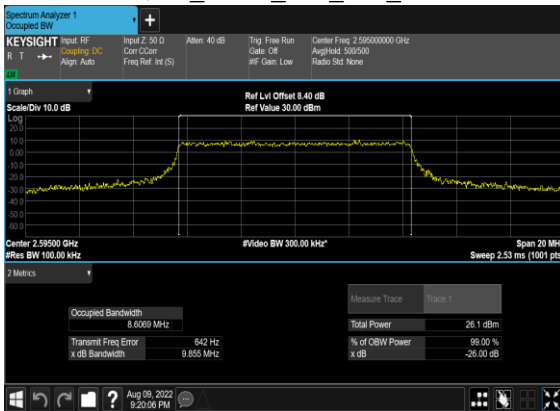 Spectrum Analyzer 1
Occupied BW
KEYSIGHT
R T
Input: RF
Coupling: DC
Align: Auto
Input Z: 50 Ω
Corr CCorr
Freq Ref: Int (S)
Atten: 40 dB
Trig: Free Run
Gate: Off
#IF Gain: Low
Center Freq: 2.595000000 GHz
Avg|Hold: 500/500
Radio Std: None
1 Graph
Scale/Div 10.0 dB
Ref Lvl Offset 8.40 dB
Ref Value 30.00 dBm
Log
20.0
10.0
0.00
-10.0
-20.0
-30.0
-40.0
-50.0
-60.0
Center 2.59500 GHz
#Res BW 100.00 kHz
#Video BW 300.00 kHz*
Span 20 MH
Sweep 2.53 ms (1001 pts
2 Metrics
Measure Trace
Trace 1
Occupied Bandwidth
8.6069 MHz
Total Power
26.1 dBm
Transmit Freq Error
642 Hz
% of OBW Power
99.00 %
x dB Bandwidth
9.855 MHz
x dB
-26.00 dB
Aug 09, 2022
9:20:06 PM